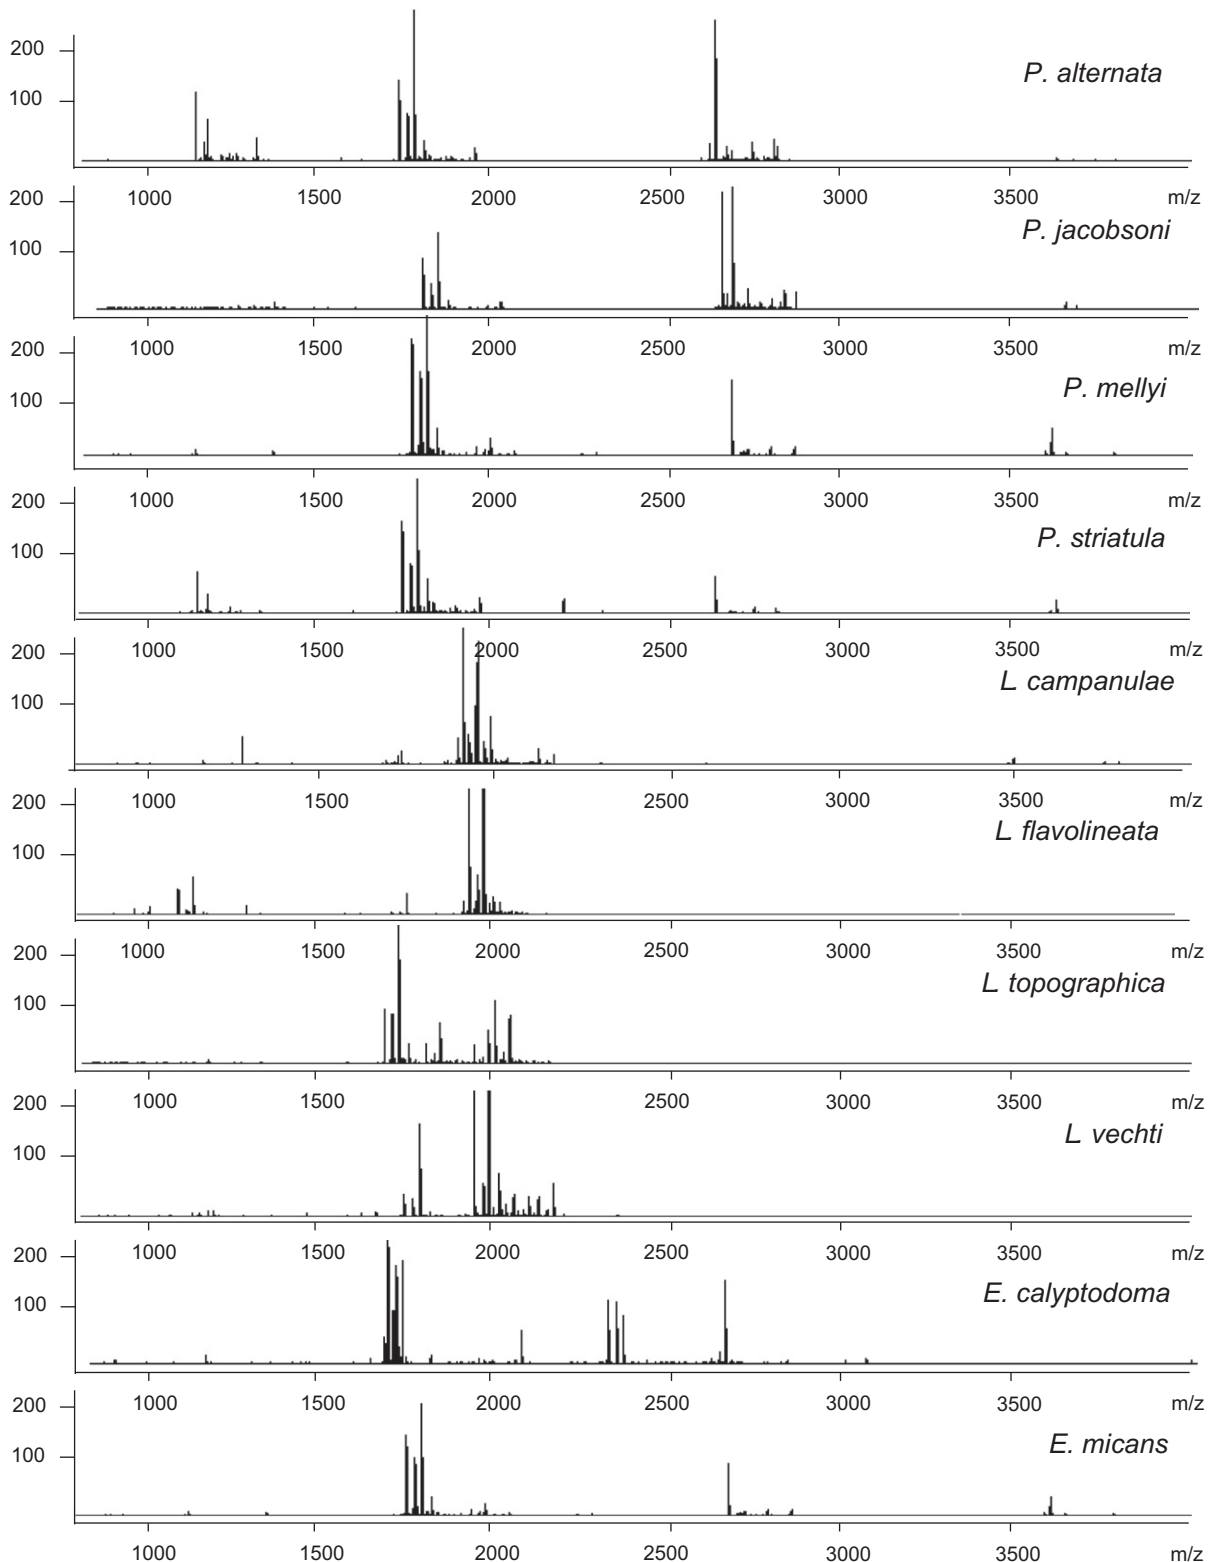 200
100
P. alternata
1000 1500 2000 2500 3000 3500 m/z
200
100
P. jacobsoni
1000 1500 2000 2500 3000 3500 m/z
200
100
P. mellyi
1000 1500 2000 2500 3000 3500 m/z
200
100
P. striatula
1000 1500 2000 2500 3000 3500 m/z
200
100
L. campanulae
1000 1500 2000 2500 3000 3500 m/z
200
100
L. flavolineata
1000 1500 2000 2500 3000 3500 m/z
200
100
L. topographica
1000 1500 2000 2500 3000 3500 m/z
200
100
L. vechti
1000 1500 2000 2500 3000 3500 m/z
200
100
E. calyptodoma
1000 1500 2000 2500 3000 3500 m/z
200
100
E. micans
1000 1500 2000 2500 3000 3500 m/z